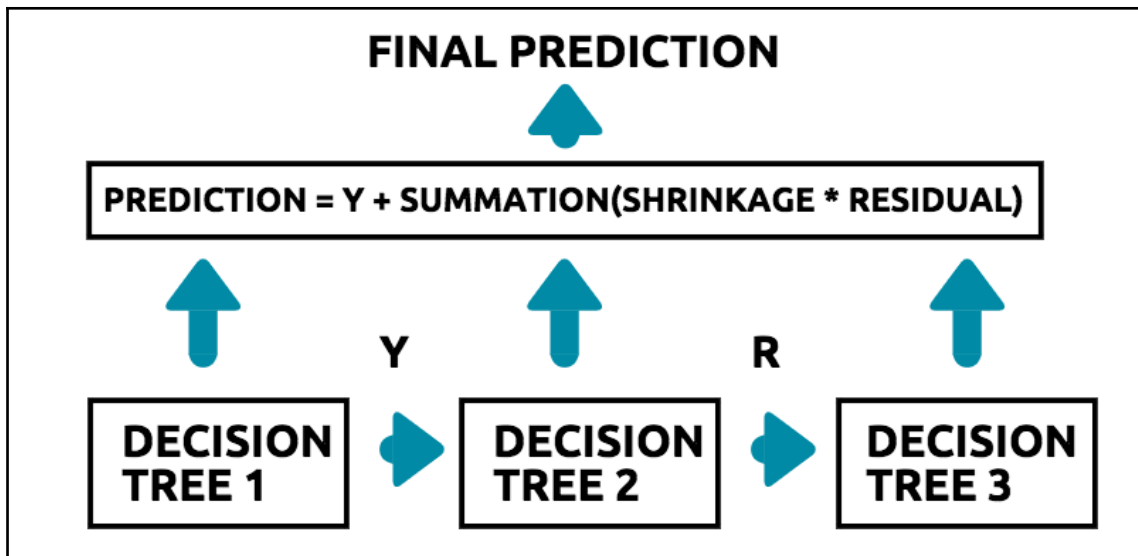 FINAL PREDICTION
PREDICTION = Y + SUMMATION(SHRINKAGE * RESIDUAL)
Y
R
DECISION
TREE 1
DECISION
TREE 2
DECISION
TREE 3